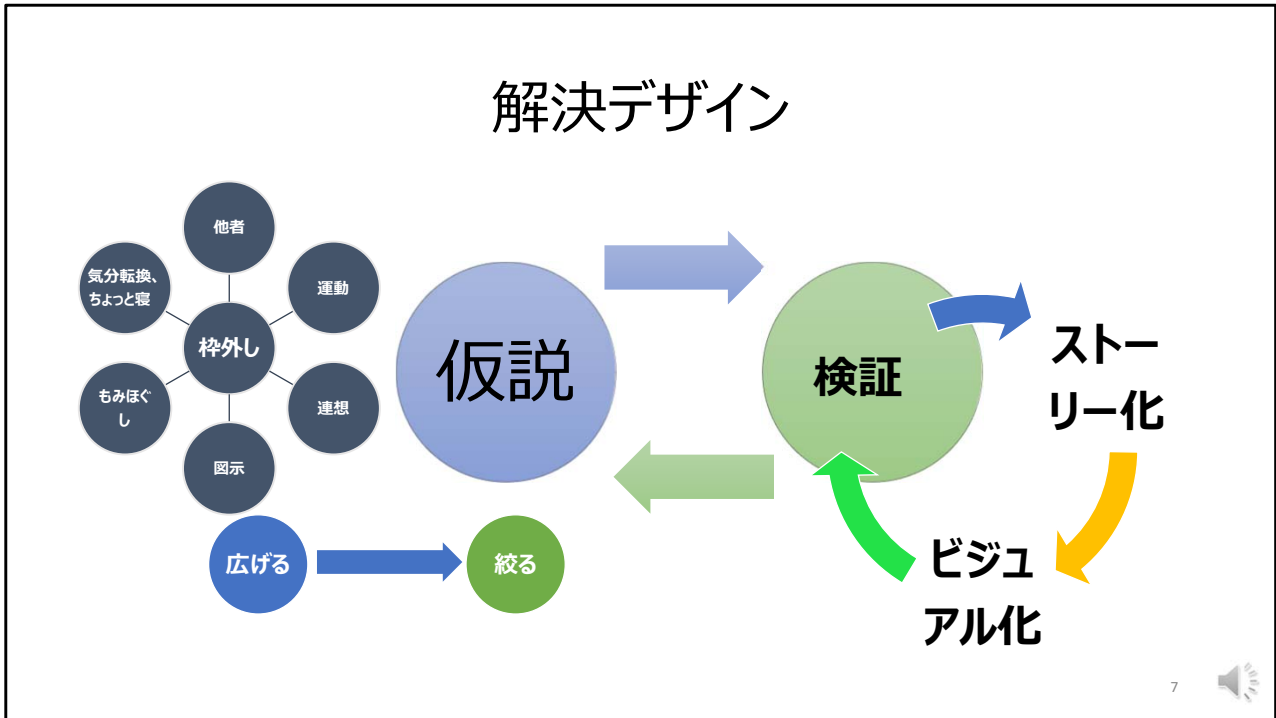 解決デザイン
他者
気分転換、
ちょっと寝
運動
枠外し
もみほぐ
し
連想
図示
広げる
絞る
仮説
検証
ストー
リー化
ビジュ
アル化
7